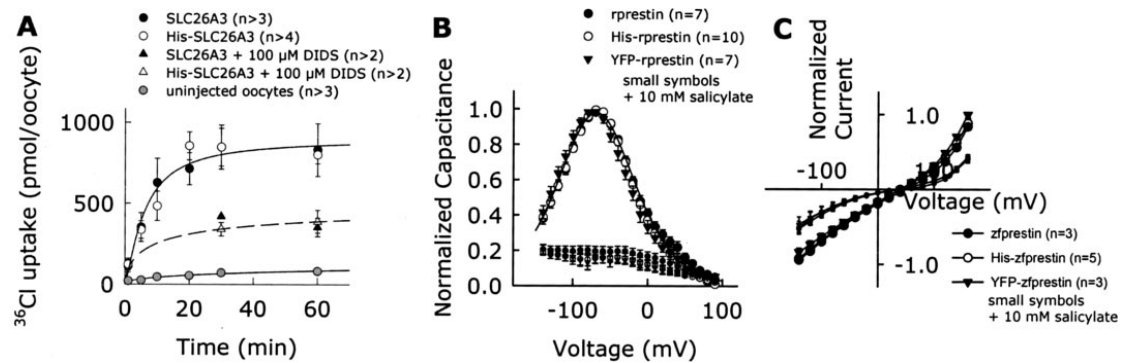 A
SLC26A3 (n>3)
His-SLC26A3 (n>4)
SLC26A3 + 100 µM DIDS (n>2)
His-SLC26A3 + 100 µM DIDS (n>2)
uninjected oocytes (n>3)
³⁶Cl uptake (pmol/oocyte)
1000
500
250
0
0
20
40
60
Time (min)
B
rprestin (n=7)
His-rprestin (n=10)
YFP-rprestin (n=7)
small symbols
+ 10 mM salicylate
Normalized Capacitance
1.0
0.8
0.6
0.4
0.2
0.0
-100
0
100
Voltage (mV)
C
Normalized
Current
1.0
-100
1
Voltage (mV)
-1.0
zfprestin (n=3)
His-zfprestin (n=5)
YFP-zfprestin (n=3)
small symbols
+ 10 mM salicylate